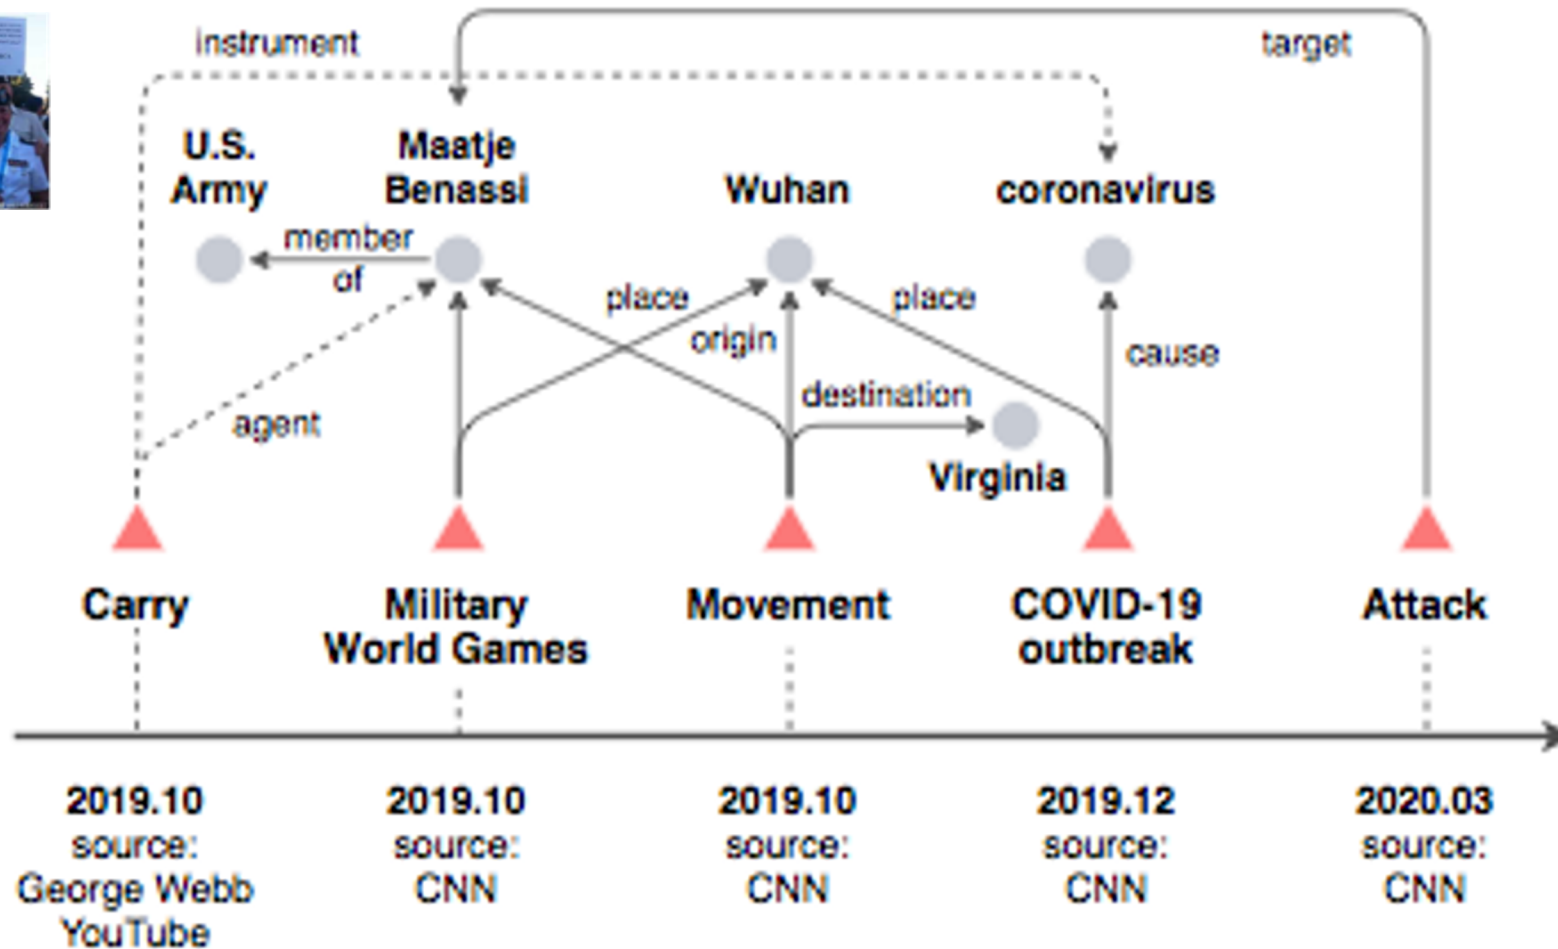 instrument
target
U.S.
Army
Maatje
Benassi
Wuhan
coronavirus
member
of
place
place
origin
cause
destination
agent
Virginia
Carry
Military
World Games
Movement
COVID-19
outbreak
Attack
2019.10
source:
George Webb
YouTube
2019.10
source:
CNN
2019.10
source:
CNN
2019.12
source:
CNN
2020.03
source:
CNN